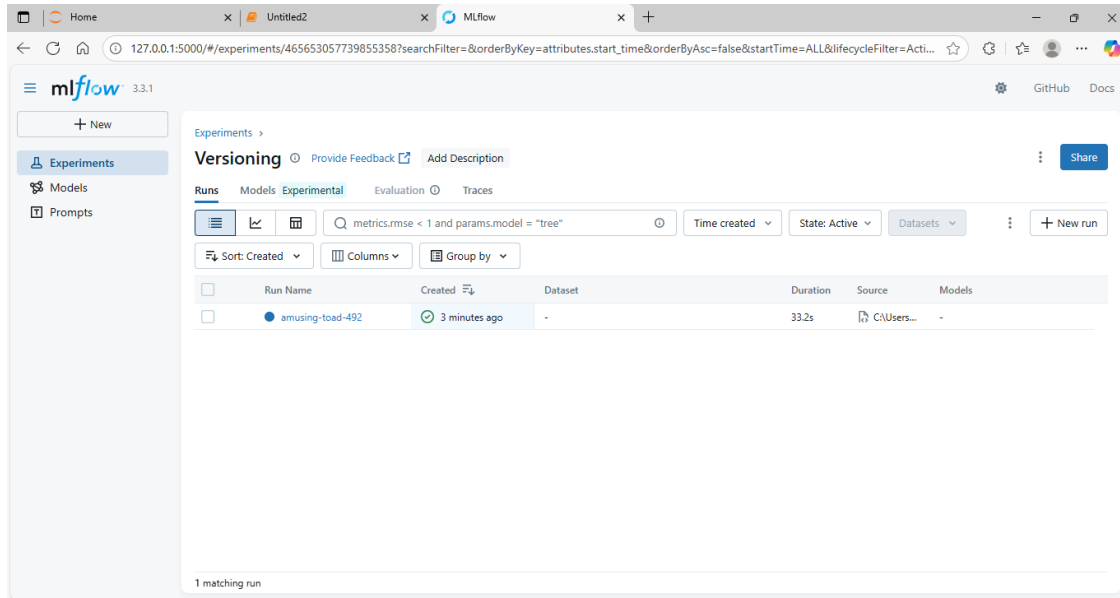 Home
Untitled2
MLflow
127.0.0.1:5000/#/experiments/465653057739855358?searchFilter=&orderByKey=attributes.start_time&orderByAsc=false&startTime=ALL&lifecycleFilter=Acti...
mlflow 3.3.1
GitHub Docs
+ New
Experiments
Models
Prompts
Experiments >
Versioning Provide Feedback Add Description
Share
Runs Models Experimental Evaluation Traces
metrics.rmse < 1 and params.model = "tree"
Time created
State: Active
Datasets
+ New run
Sort: Created
Columns
Group by
Run Name Created Dataset Duration Source Models
amusing-toad-492 3 minutes ago - 33.2s C:\Users... -
1 matching run